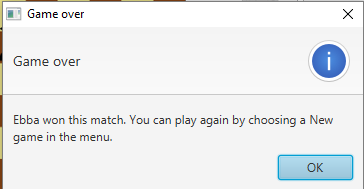 Game over
Game over
Ebba won this match. You can play again by choosing a New
game in the menu.
OK